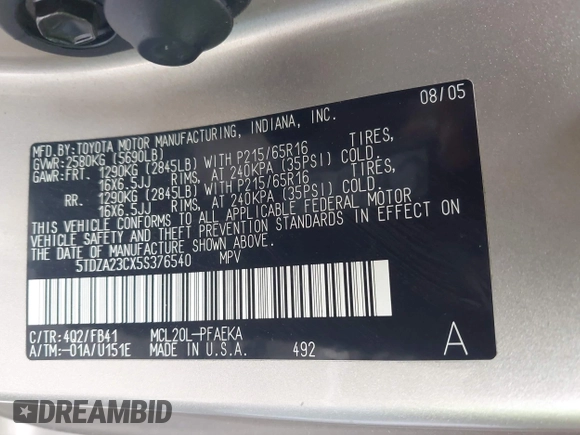 08/05
MFD.BY:TOYOTA MOTOR MANUFACTURING, INDIANA, INC.
GVWR:2580KG (5690LB)
GAWR:FRT. 1290KG (2845LB) WITH P215/65R16 TIRES,
16X6.5JJ RIMS, AT 240KPA (35PSI) COLD.
RR. 1290KG (2845LB) WITH P215/65R16 TIRES,
16X6.5JJ RIMS, AT 240KPA (35PSI) COLD.
THIS VEHICLE CONFORMS TO ALL APPLICABLE FEDERAL MOTOR
VEHICLE SAFETY AND THEFT PREVENTION STANDARDS IN EFFECT ON
THE DATE OF MANUFACTURE SHOWN ABOVE.
5TDZA23CX5S376540 MPV
C/TR:4Q2/FB41 MCL20L-PFAEKA
A/TM:-01A/U151E MADE IN U.S.A. 492 A
DREAMBID